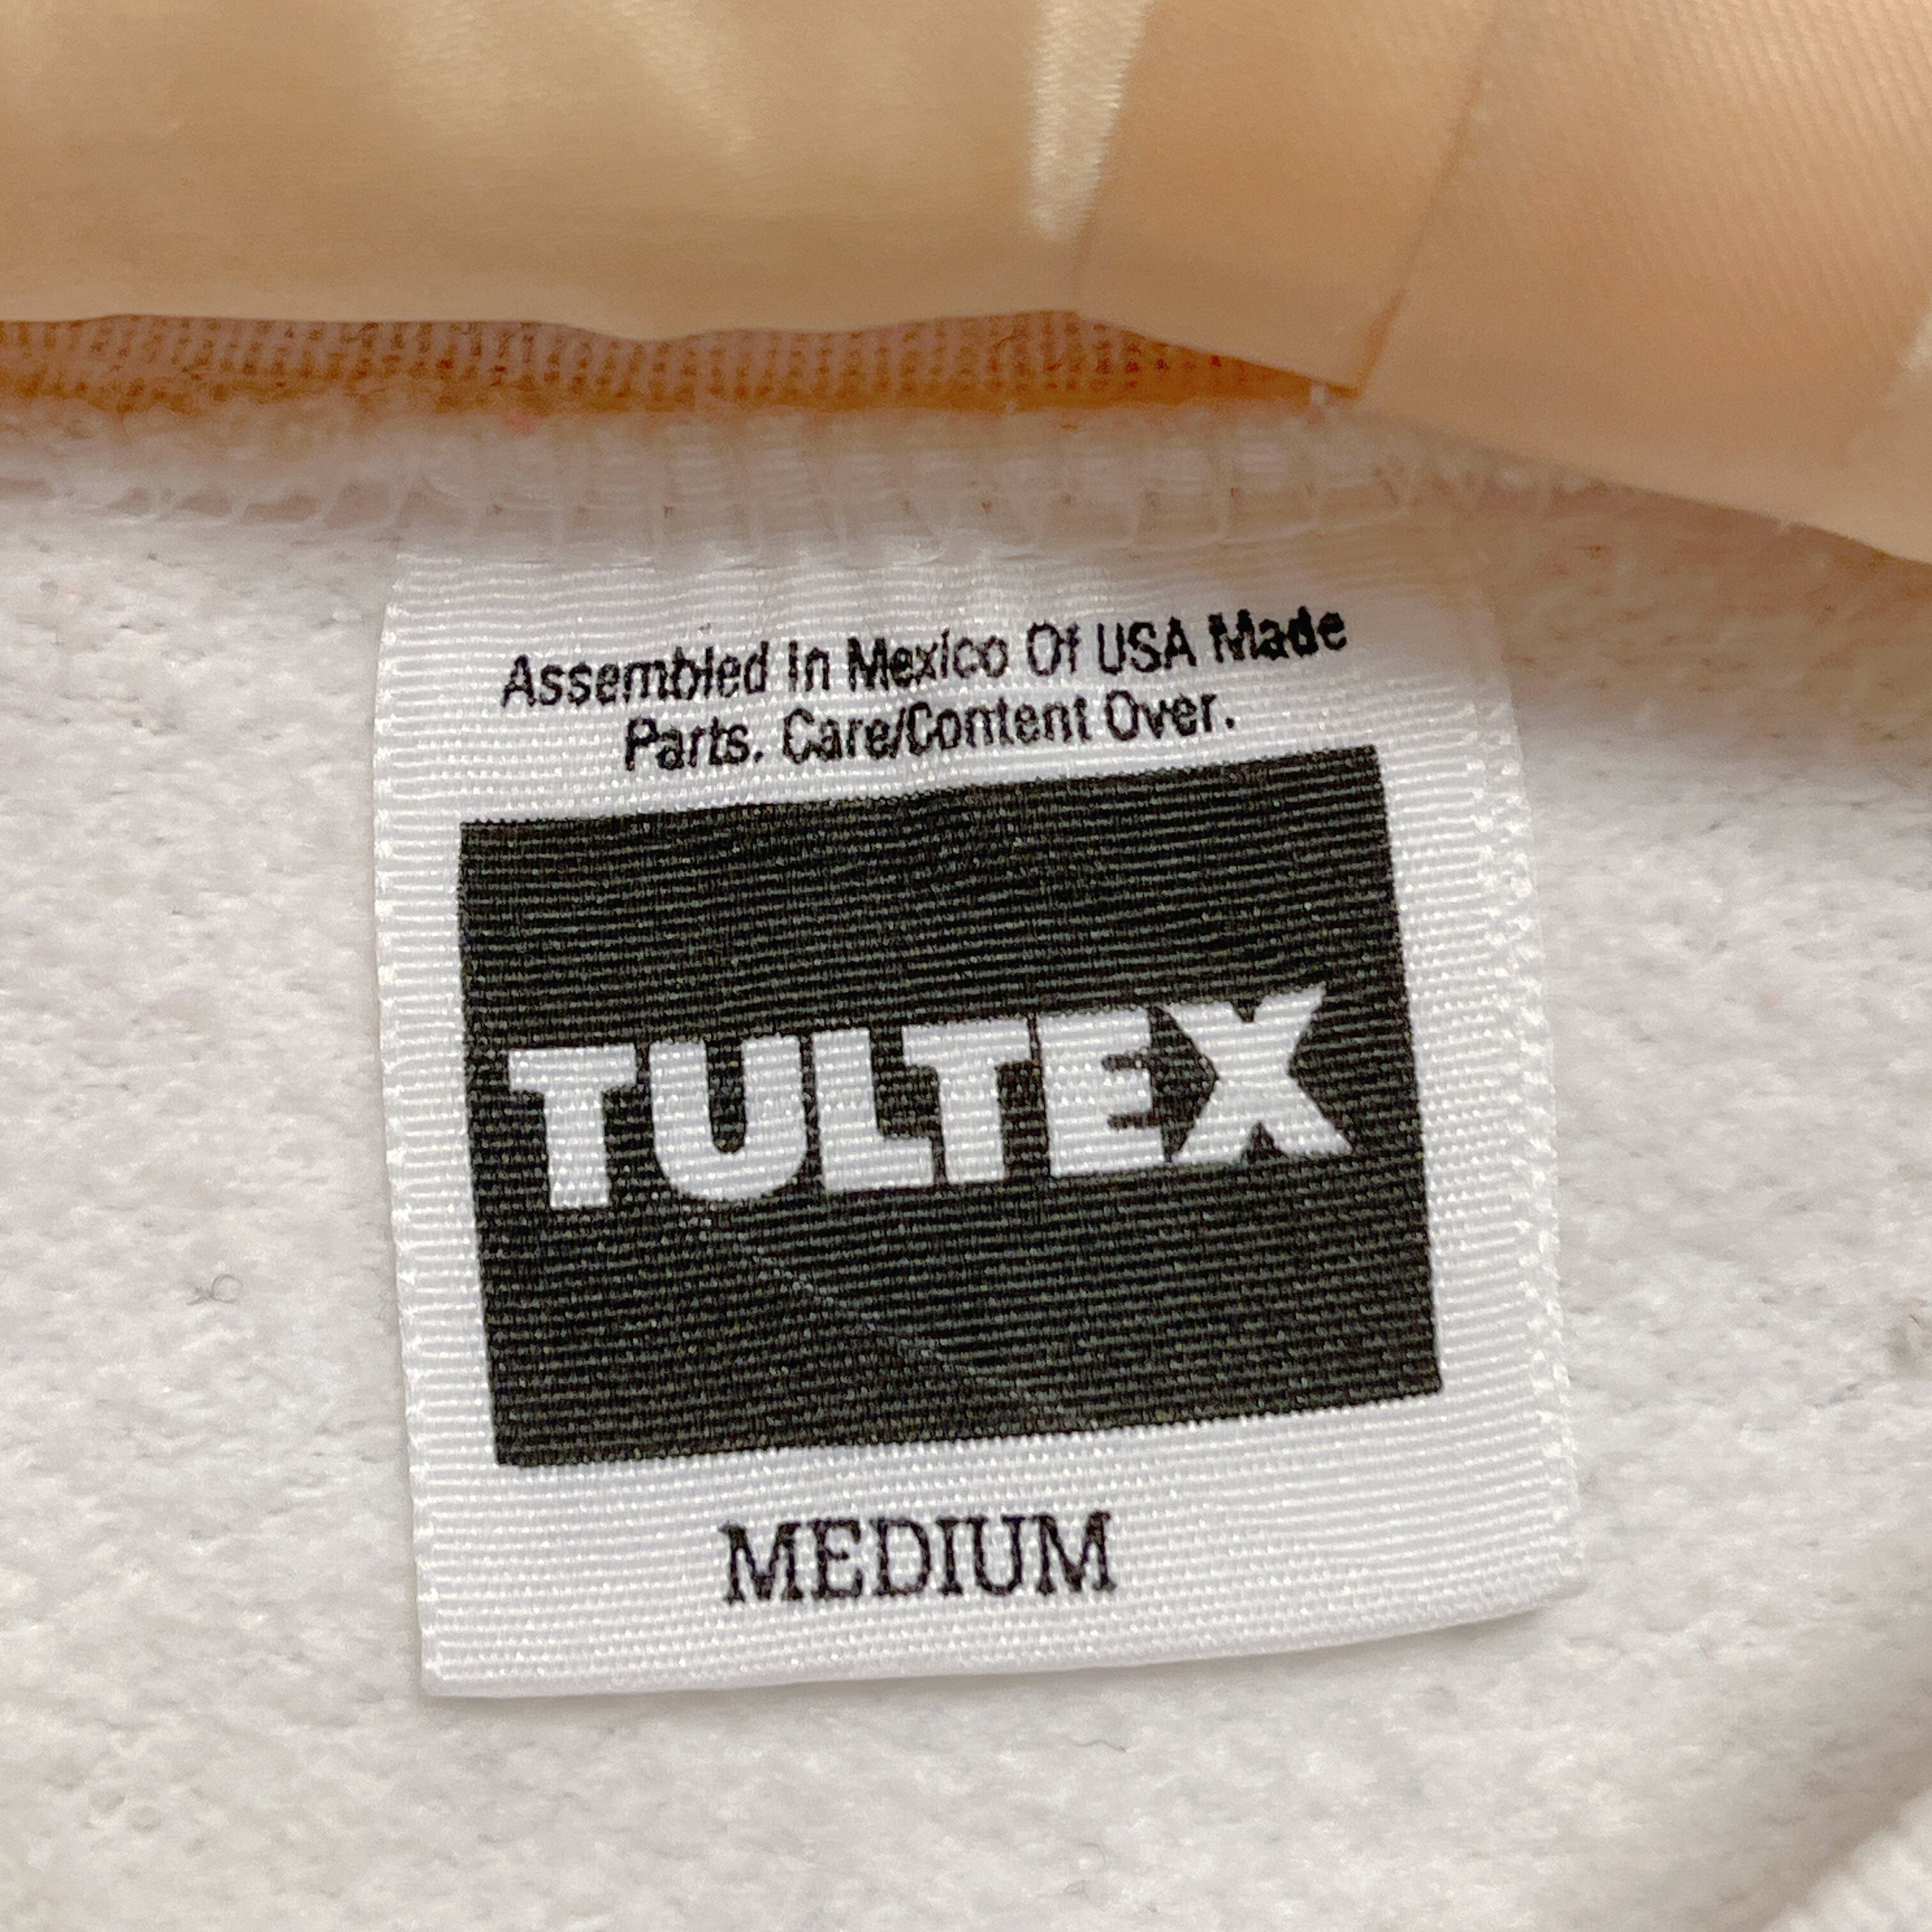 Assembled In Mexico Of USA Made
Parts. Care/Content Over.
TULTEX
MEDIUM